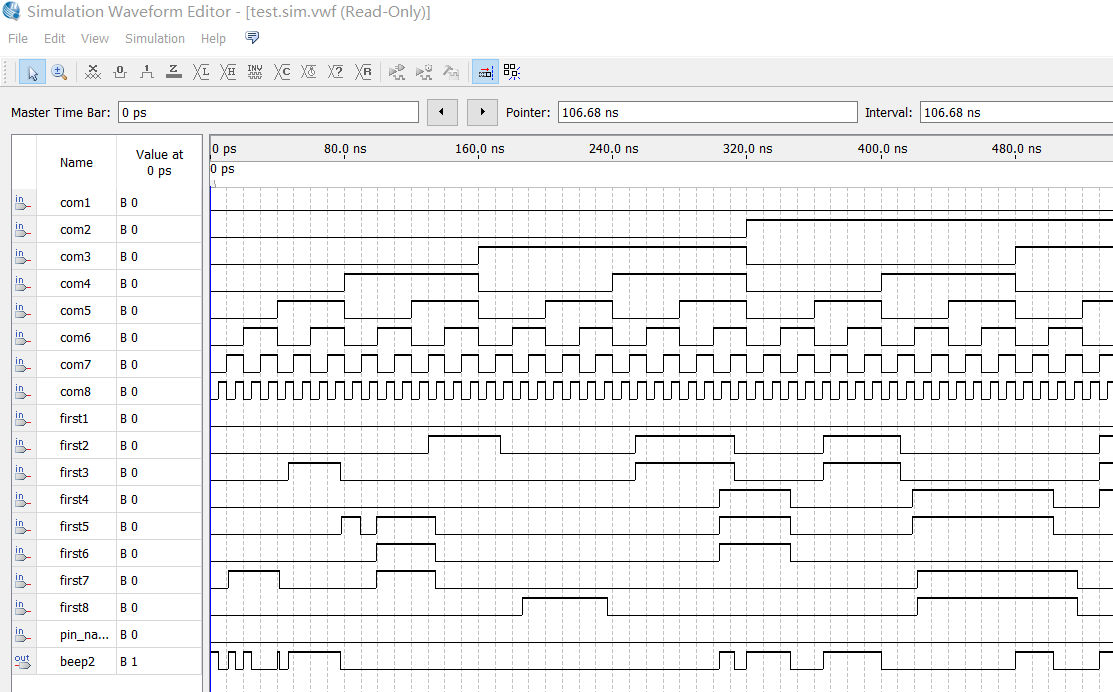 Simulation Waveform Editor - [test.sim.vwf (Read-Only)]
File Edit View Simulation Help
Master Time Bar: 0 ps Pointer: 106.68 ns Interval: 106.68 ns
Name Value at 0 ps
0 ps 80.0 ns 160.0 ns 240.0 ns 320.0 ns 400.0 ns 480.0 ns
0 ps
in com1 B 0
in com2 B 0
in com3 B 0
in com4 B 0
in com5 B 0
in com6 B 0
in com7 B 0
in com8 B 0
in first1 B 0
in first2 B 0
in first3 B 0
in first4 B 0
in first5 B 0
in first6 B 0
in first7 B 0
in first8 B 0
in pin_na... B 0
out beep2 B 1